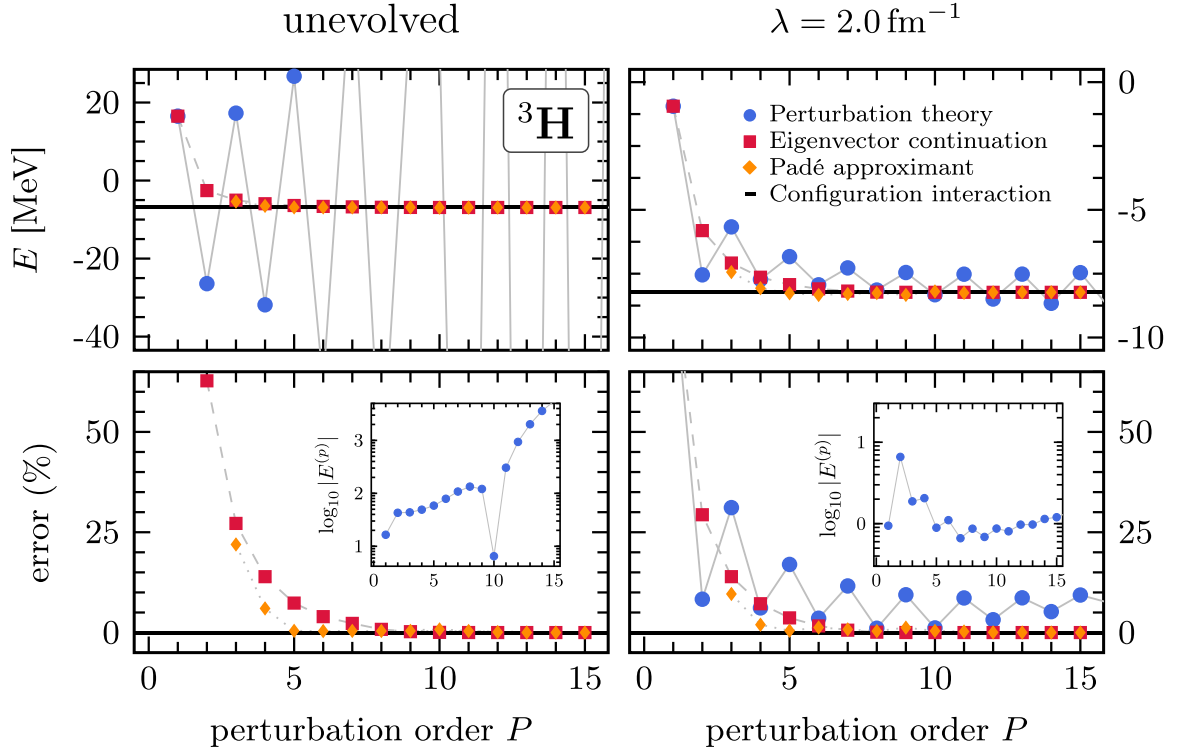 unevolved
λ = 2.0 fm⁻¹
E [MeV]
20
0
-20
-40
³H
Perturbation theory
Eigenvector continuation
Padé approximant
Configuration interaction
0
-5
-10
error (%)
50
25
0
log₁₀ |E⁽ᵖ⁾|
3
2
1
0 5 10 15
log₁₀ |E⁽ᵖ⁾|
1
0
0 5 10 15
50
25
0
0 5 10 15
0 5 10 15
perturbation order P
perturbation order P